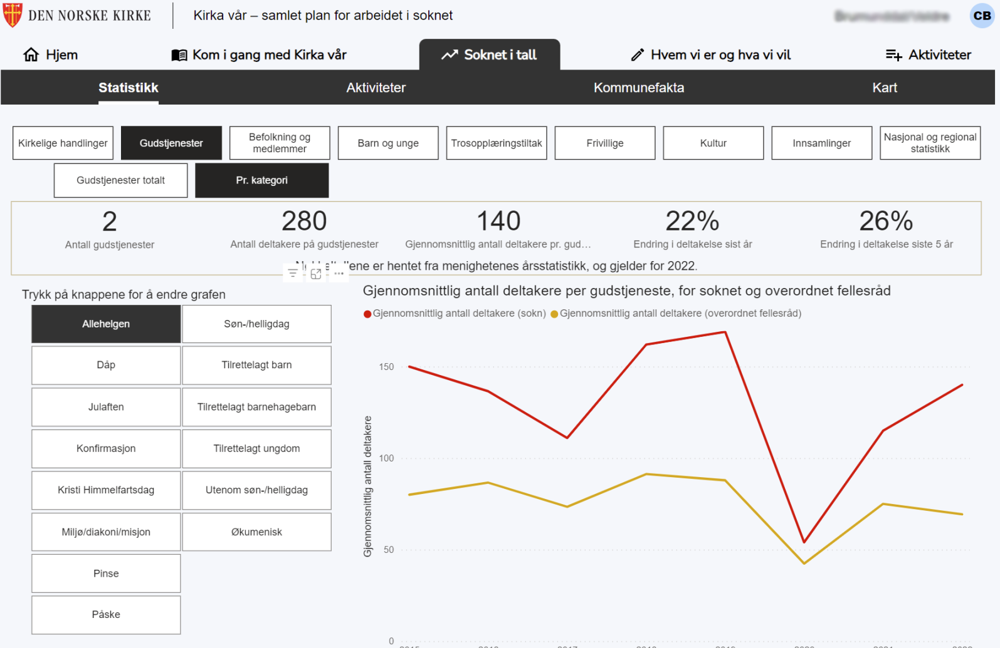 DEN NORSKE KIRKE
Kirka vår – samlet plan for arbeidet i soknet
CB
Hjem
Kom i gang med Kirka vår
Soknet i tall
Hvem vi er og hva vi vil
Aktiviteter
Statistikk
Aktiviteter
Kommunefakta
Kart
Kirkelige handlinger
Gudstjenester
Befolkning og
medlemmer
Barn og unge
Trosopplæringstiltak
Frivillige
Kultur
Innsamlinger
Nasjonal og regional
statistikk
Gudstjenester totalt
Pr. kategori
2
280
140
22%
26%
Antall gudstjenester
Antall deltakere på gudstjenester
Gjennomsnittlig antall deltakere pr. gud…
Endring i deltakelse sist år
Endring i deltakelse siste 5 år
er hentet fra menighetenes årsstatistikk, og gjelder for 2022.
Trykk på knappene for å endre grafen
Allehelgen
Søn-/helligdag
Dåp
Tilrettelagt barn
Julaften
Tilrettelagt barnehagebarn
Konfirmasjon
Tilrettelagt ungdom
Kristi Himmelfartsdag
Utenom søn-/helligdag
Miljø/diakoni/misjon
Økumenisk
Pinse
Påske
Gjennomsnittlig antall deltakere per gudstjeneste, for soknet og overordnet fellesråd
Gjennomsnittlig antall deltakere (sokn)
Gjennomsnittlig antall deltakere (overordnet fellesråd)
Gjennomsnittlig antall deltakere
150
100
50
0